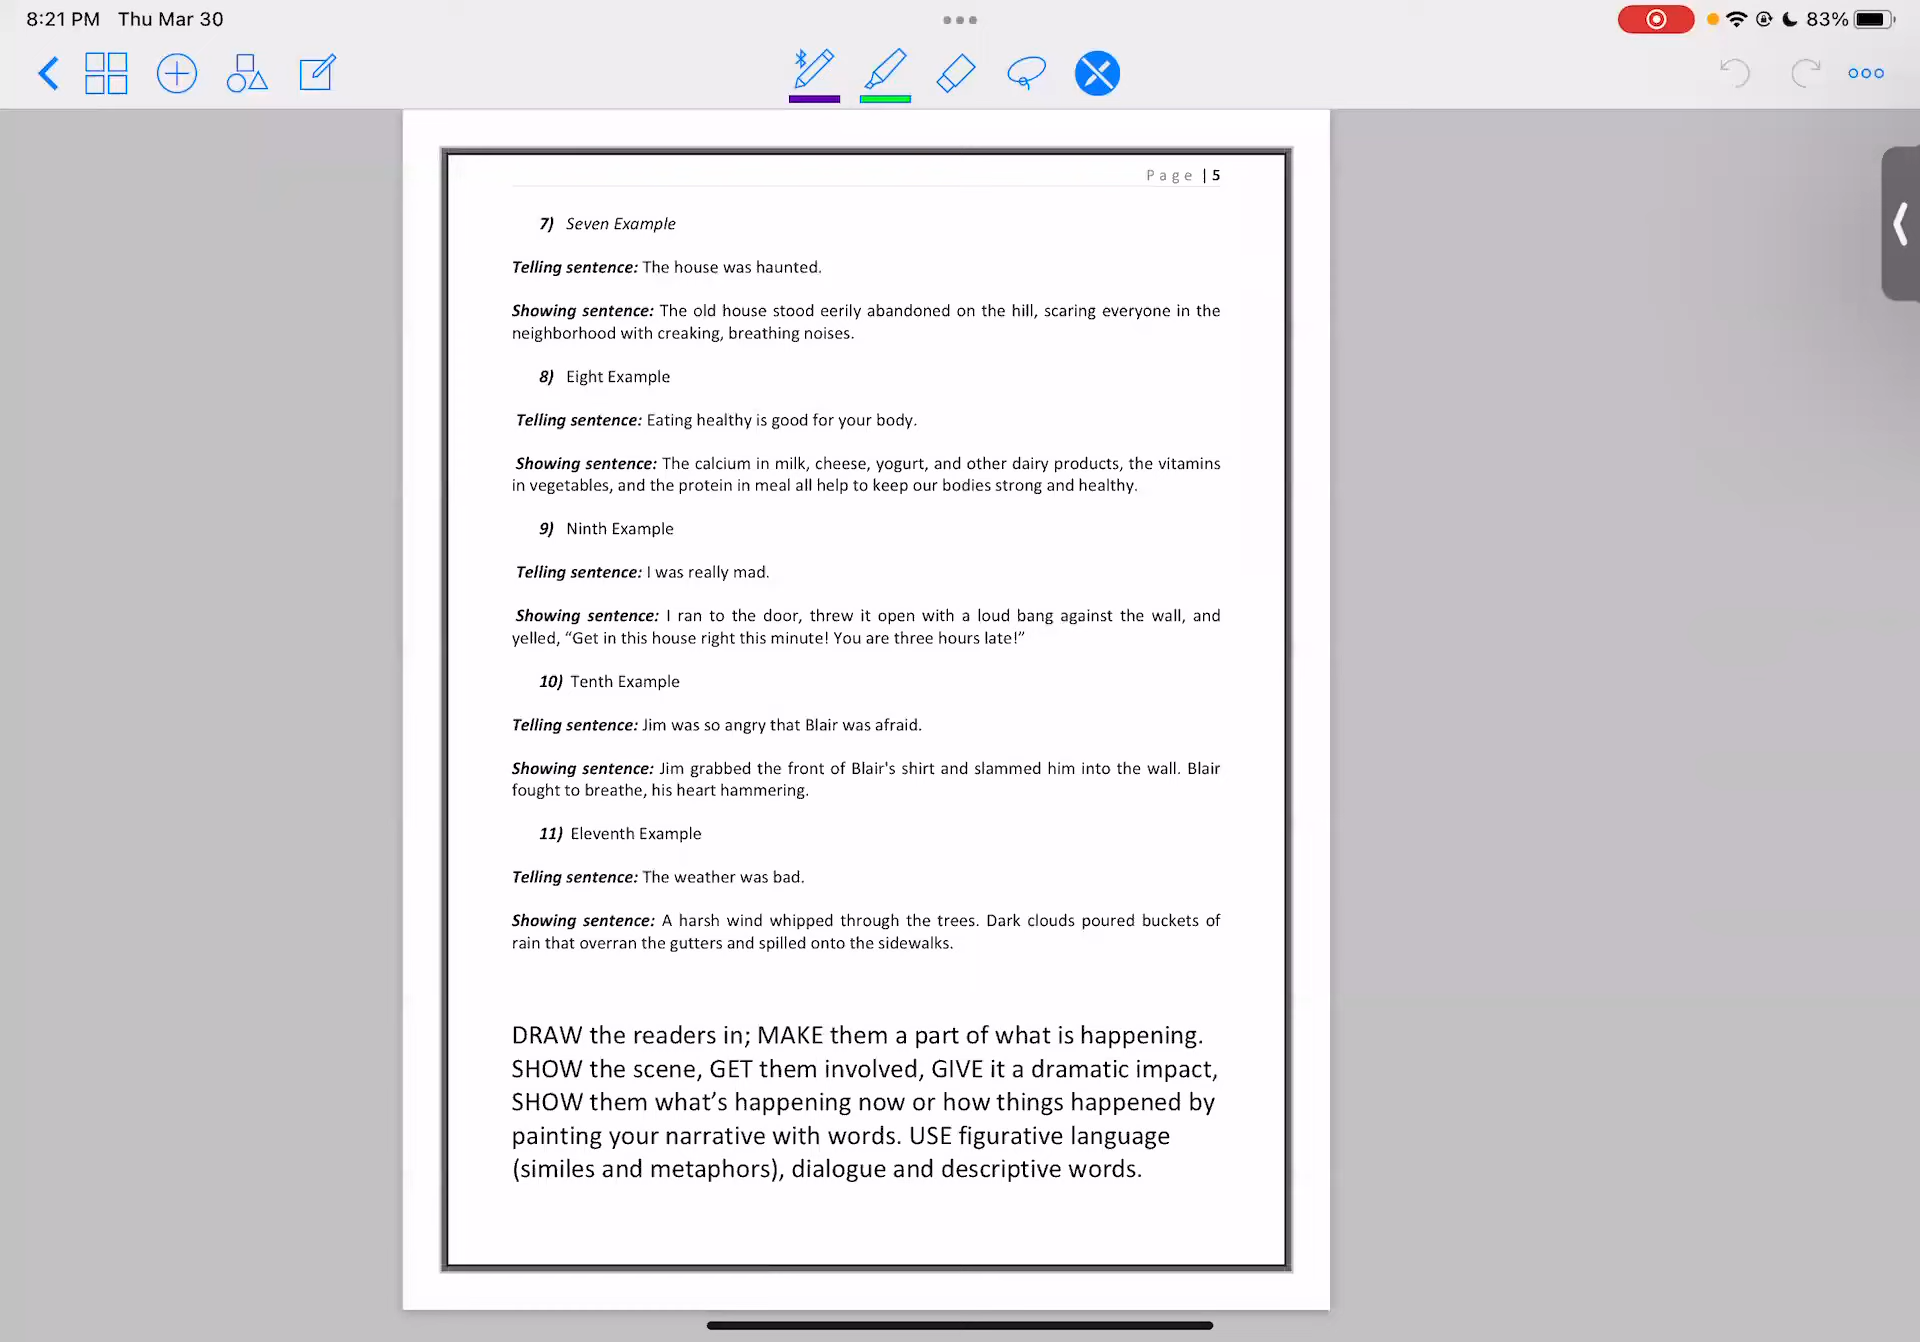 8:21 PM Thu Mar 30
83%
Page | 5
7) Seven Example
Telling sentence: The house was haunted.
Showing sentence: The old house stood eerily abandoned on the hill, scaring everyone in the
neighborhood with creaking, breathing noises.
8) Eight Example
Telling sentence: Eating healthy is good for your body.
Showing sentence: The calcium in milk, cheese, yogurt, and other dairy products, the vitamins
in vegetables, and the protein in meal all help to keep our bodies strong and healthy.
9) Ninth Example
Telling sentence: I was really mad.
Showing sentence: I ran to the door, threw it open with a loud bang against the wall, and
yelled, “Get in this house right this minute! You are three hours late!”
10) Tenth Example
Telling sentence: Jim was so angry that Blair was afraid.
Showing sentence: Jim grabbed the front of Blair's shirt and slammed him into the wall. Blair
fought to breathe, his heart hammering.
11) Eleventh Example
Telling sentence: The weather was bad.
Showing sentence: A harsh wind whipped through the trees. Dark clouds poured buckets of
rain that overran the gutters and spilled onto the sidewalks.
DRAW the readers in; MAKE them a part of what is happening.
SHOW the scene, GET them involved, GIVE it a dramatic impact,
SHOW them what’s happening now or how things happened by
painting your narrative with words. USE figurative language
(similes and metaphors), dialogue and descriptive words.